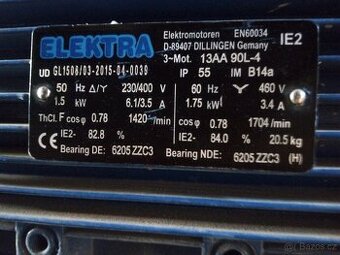 ELEKTRA
Elektromotoren EN60034
D-89407 DILLINGEN Gemany
IE2
3~Mot. 13AA 90L-4
UD GL1508/03-2015-04-0039
IP 55 IM B14a
50 Hz Δ/Y 230/400 V
60 Hz Y 460 V
1.5 kW 6.1/3.5 A
1.75 kW 3.4 A
ThCl. F cos φ 0.78 1420/min
cos φ 0.78 1704/min
CE IE2- 82.8 %
IE2- 84.0 % 20.5 kg
Bearing DE: 6205 ZZC3
Bearing NDE: 6205 ZZC3 (H)